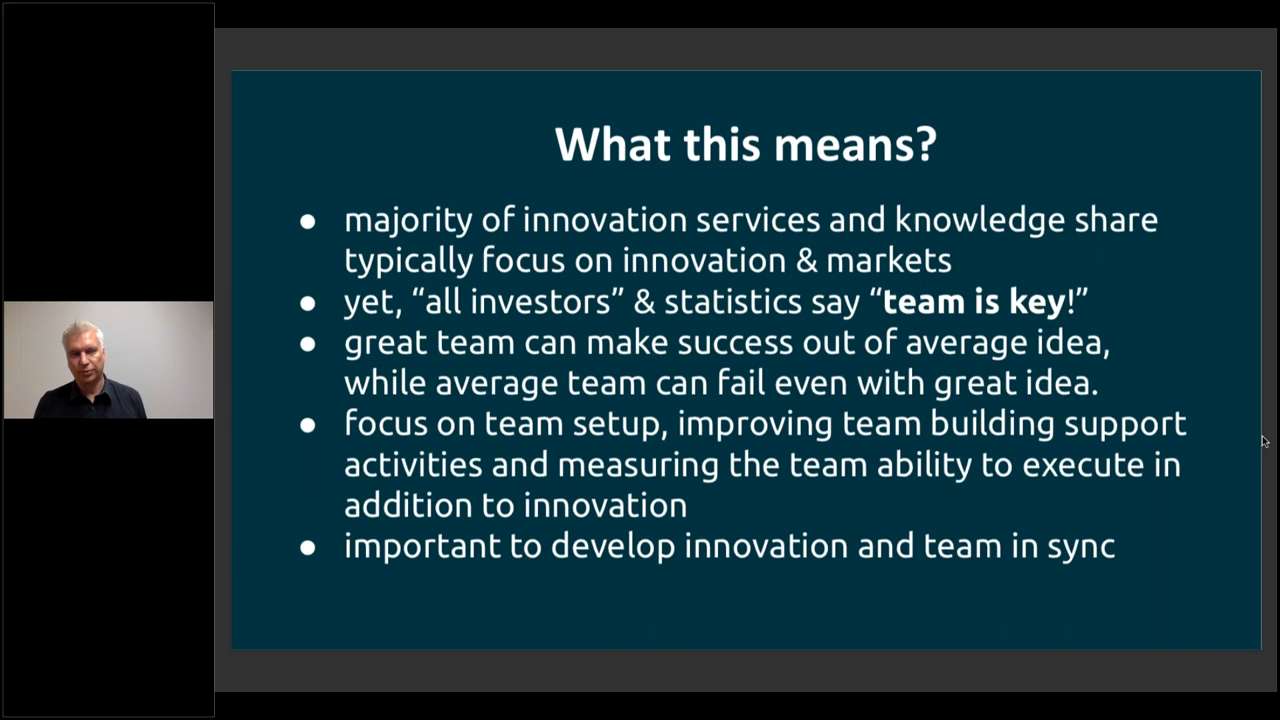 What this means?
● majority of innovation services and knowledge share
typically focus on innovation & markets
● yet, “all investors” & statistics say “team is key!”
● great team can make success out of average idea,
while average team can fail even with great idea.
● focus on team setup, improving team building support
activities and measuring the team ability to execute in
addition to innovation
● important to develop innovation and team in sync